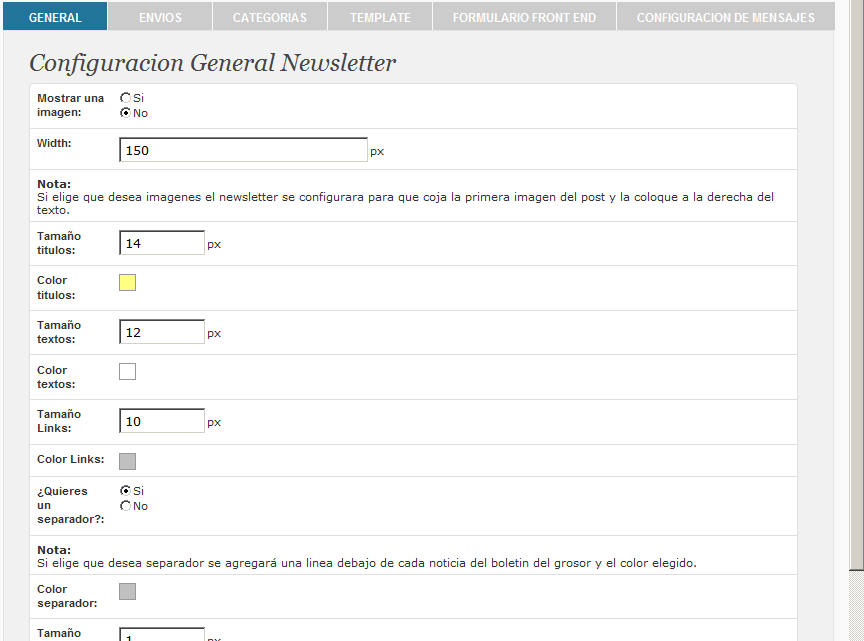 GENERAL
ENVIOS
CATEGORIAS
TEMPLATE
FORMULARIO FRONT END
CONFIGURACION DE MENSAJES
Configuracion General Newsletter
Mostrar una
imagen:
Si
No
Width:
150 px
Nota:
Si elige que desea imagenes el newsletter se configurara para que coja la primera imagen del post y la coloque a la derecha del
texto.
Tamaño
titulos:
14 px
Color
titulos:
Tamaño
textos:
12 px
Color
textos:
Tamaño
Links:
10 px
Color Links:
¿Quieres
un
separador?:
Si
No
Nota:
Si elige que desea separador se agregará una linea debajo de cada noticia del boletin del grosor y el color elegido.
Color
separador:
Tamaño
1 px